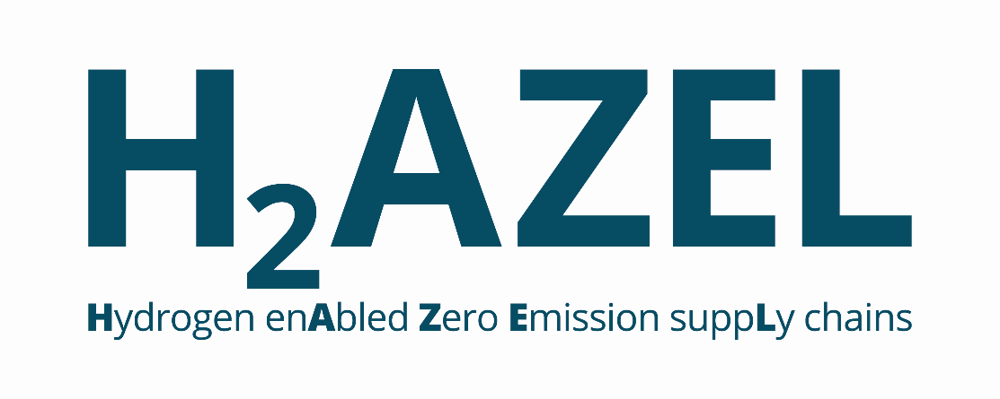 H₂AZEL
Hydrogen enAbled Zero Emission suppLy chains